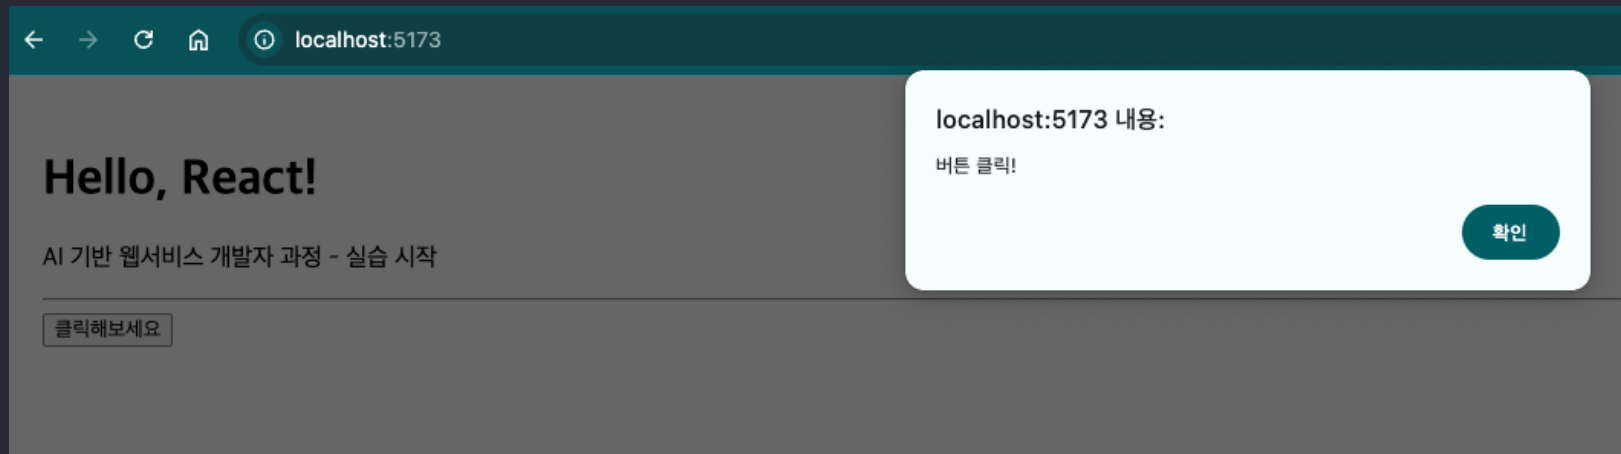 localhost:5173
localhost:5173 내용:
버튼 클릭!
확인
Hello, React!
AI 기반 웹서비스 개발자 과정 - 실습 시작
클릭해보세요